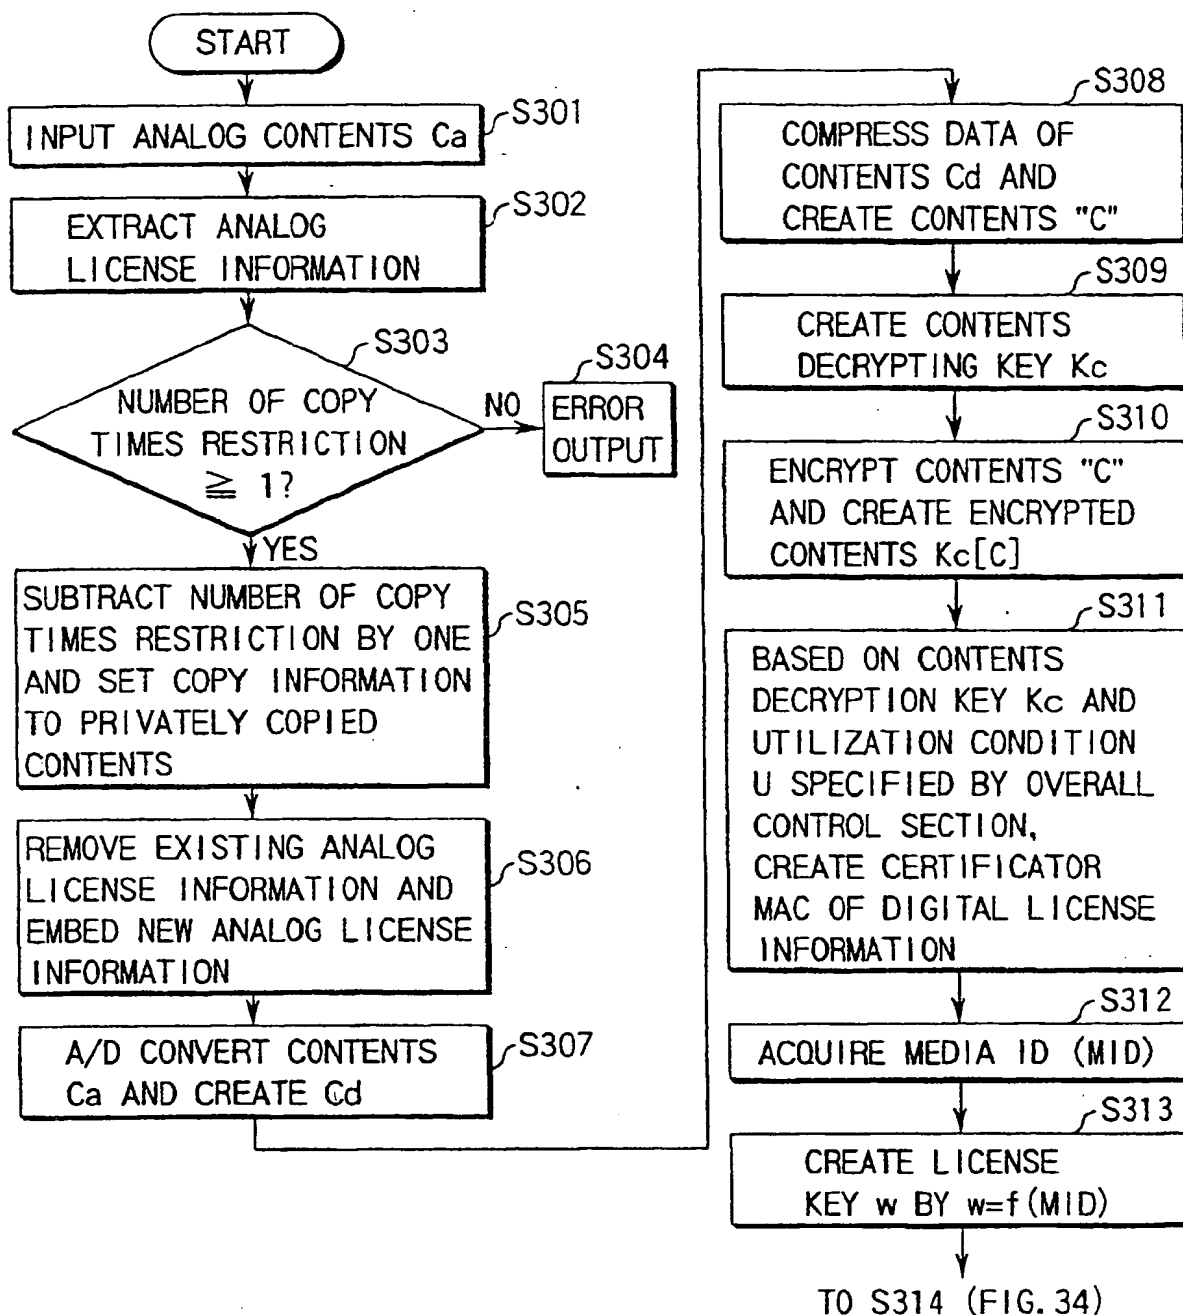 START
S301
INPUT ANALOG CONTENTS Ca
S302
EXTRACT ANALOG
LICENSE INFORMATION
S303
NUMBER OF COPY
TIMES RESTRICTION
≧ 1?
NO
S304
ERROR
OUTPUT
YES
S305
SUBTRACT NUMBER OF COPY
TIMES RESTRICTION BY ONE
AND SET COPY INFORMATION
TO PRIVATELY COPIED
CONTENTS
S306
REMOVE EXISTING ANALOG
LICENSE INFORMATION AND
EMBED NEW ANALOG LICENSE
INFORMATION
S307
A/D CONVERT CONTENTS
Ca AND CREATE Cd
S308
COMPRESS DATA OF
CONTENTS Cd AND
CREATE CONTENTS "C"
S309
CREATE CONTENTS
DECRYPTING KEY Kc
S310
ENCRYPT CONTENTS "C"
AND CREATE ENCRYPTED
CONTENTS Kc[C]
S311
BASED ON CONTENTS
DECRYPTION KEY Kc AND
UTILIZATION CONDITION
U SPECIFIED BY OVERALL
CONTROL SECTION,
CREATE CERTIFICATOR
MAC OF DIGITAL LICENSE
INFORMATION
S312
ACQUIRE MEDIA ID (MID)
S313
CREATE LICENSE
KEY w BY w=f(MID)
TO S314 (FIG. 34)